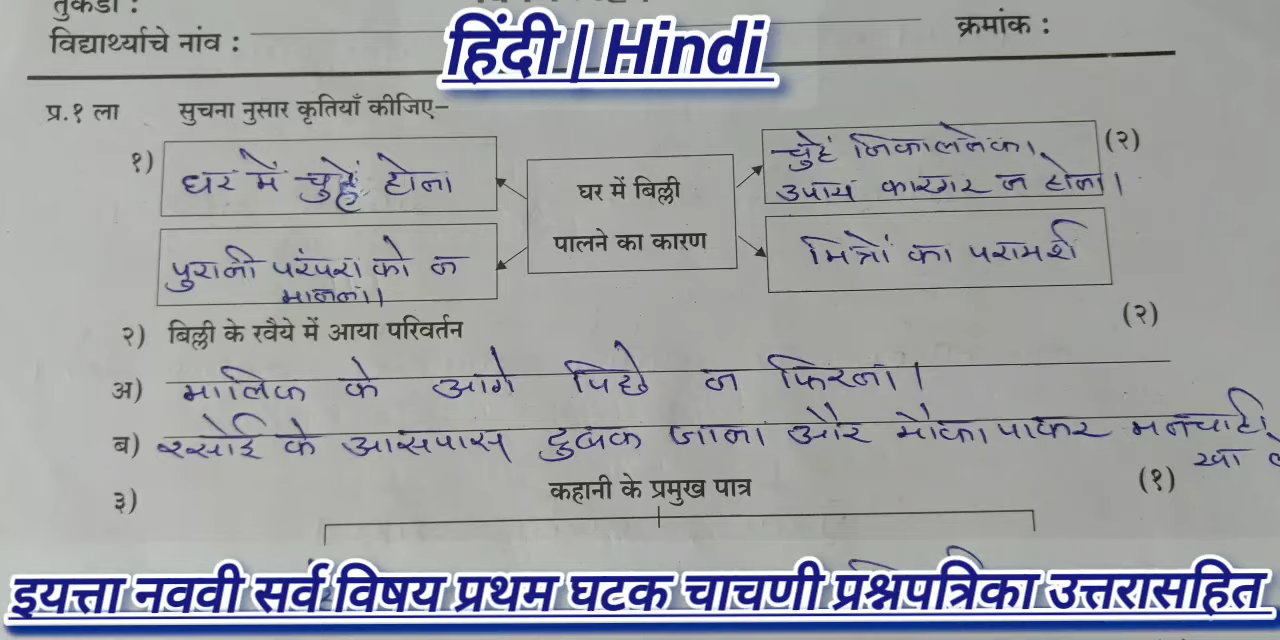 तुकडी :
विद्यार्थ्याचे नांव :
क्रमांक :
हिंदी | Hindi
प्र.१ ला सुचना नुसार कृतियाँ कीजिए–
१) घर में चुहें होना
घर में बिल्ली
पालने का कारण
चुहें निकालनेका
उपाय कारगर न होना।
(२)
पुरानी परंपरा को न
मानना।
मित्रों का परामर्श
२) बिल्ली के रवैये में आया परिवर्तन (२)
अ) मालिक के आगे पिछे न फिरना।
ब) रसोई के आसपास दुबक जाना और मौका पाकर मनचाही
खा
३) कहानी के प्रमुख पात्र (१)
इयत्ता नववी सर्व विषय प्रथम घटक चाचणी प्रश्नपत्रिका उत्तरासहित